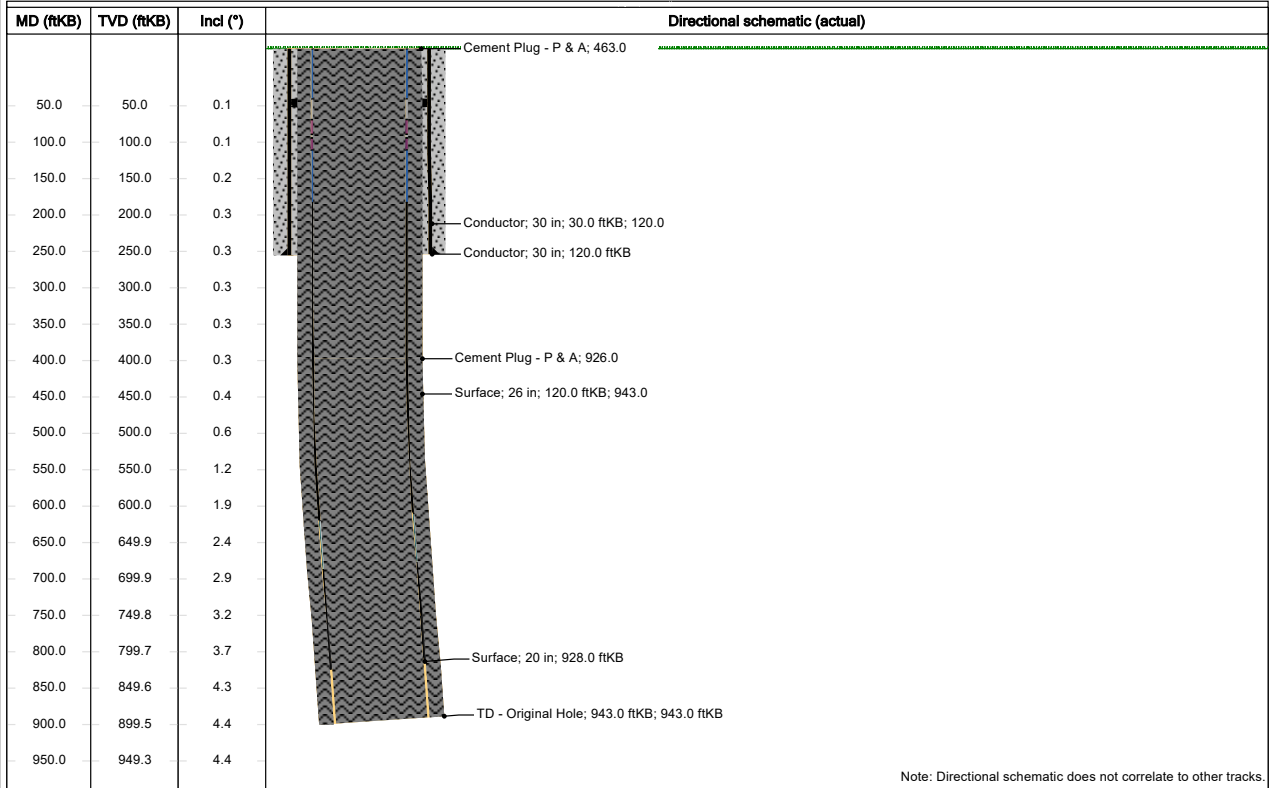 MD (ftKB) TVD (ftKB) Incl (°) Directional schematic (actual)
Cement Plug - P & A; 463.0
50.0 50.0 0.1
100.0 100.0 0.1
150.0 150.0 0.2
200.0 200.0 0.3
Conductor; 30 in; 30.0 ftKB; 120.0
250.0 250.0 0.3
Conductor; 30 in; 120.0 ftKB
300.0 300.0 0.3
350.0 350.0 0.3
400.0 400.0 0.3
Cement Plug - P & A; 926.0
450.0 450.0 0.4
Surface; 26 in; 120.0 ftKB; 943.0
500.0 500.0 0.6
550.0 550.0 1.2
600.0 600.0 1.9
650.0 649.9 2.4
700.0 699.9 2.9
750.0 749.8 3.2
800.0 799.7 3.7
Surface; 20 in; 928.0 ftKB
850.0 849.6 4.3
TD - Original Hole; 943.0 ftKB; 943.0 ftKB
900.0 899.5 4.4
950.0 949.3 4.4
Note: Directional schematic does not correlate to other tracks.